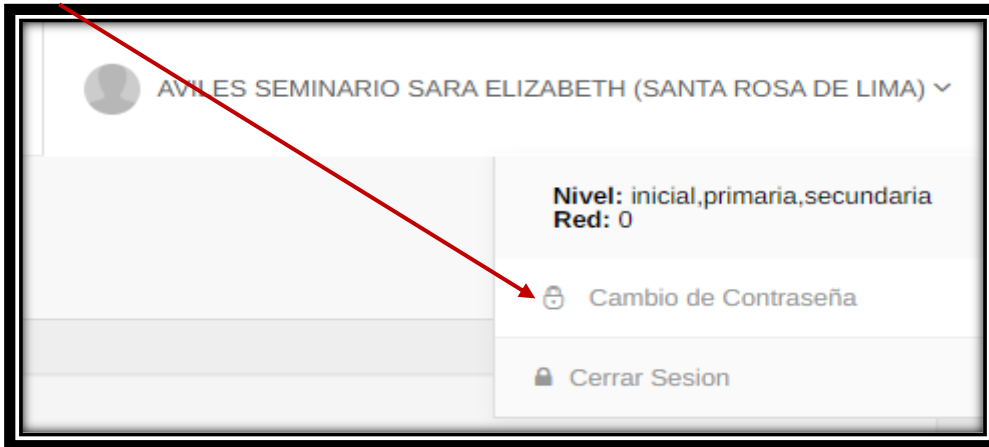 AVILES SEMINARIO SARA ELIZABETH (SANTA ROSA DE LIMA)
Nivel: inicial,primaria,secundaria
Red: 0
Cambio de Contraseña
Cerrar Sesion